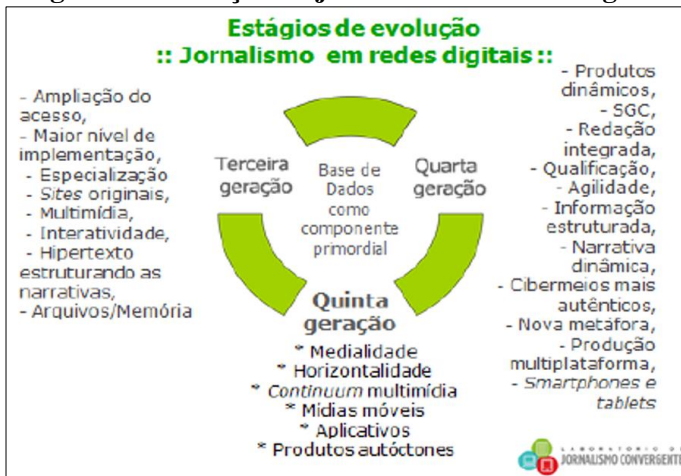 Estágios de evolução
:: Jornalismo em redes digitais ::
- Ampliação do
acesso,
- Maior nível de
implementação,
- Especialização
- Sites originais,
- Multimídia,
- Interatividade,
- Hipertexto
estruturando as
narrativas,
- Arquivos/Memória
Terceira
geração
Base de
Dados
como
componente
primordial
Quarta
geração
- Produtos
dinâmicos,
- SGC,
- Redação
integrada,
- Qualificação,
- Agilidade,
- Informação
estruturada,
- Narrativa
dinâmica,
- Cibermeios mais
autênticos,
- Nova metáfora,
- Produção
multiplataforma,
- Smartphones e
tablets
Quinta
geração
* Medialidade
* Horizontalidade
* Continuum multimídia
* Mídias móveis
* Aplicativos
* Produtos autóctones
LABORATÓRIO DE
JORNALISMO CONVERGENTE